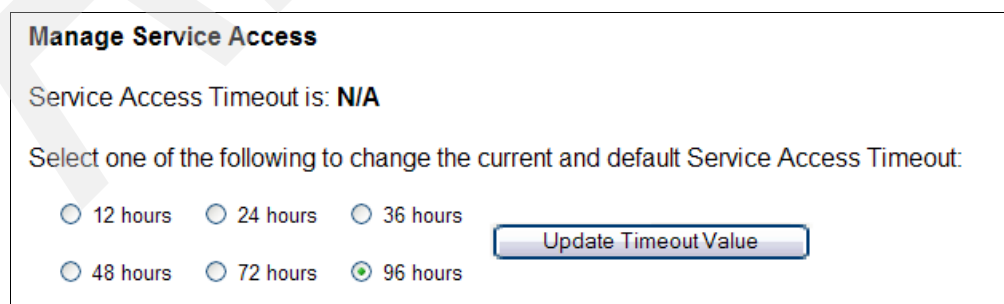 Manage Service Access
Service Access Timeout is: N/A
Select one of the following to change the current and default Service Access Timeout:
12 hours 24 hours 36 hours
Update Timeout Value
48 hours 72 hours 96 hours